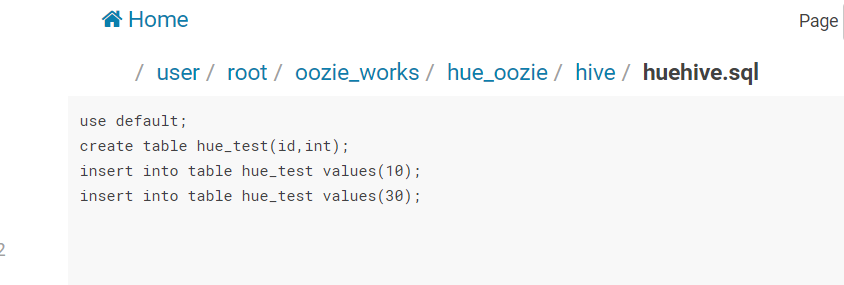 Home
Page
/ user / root / oozie_works / hue_oozie / hive / huehive.sql
use default;
create table hue_test(id,int);
insert into table hue_test values(10);
insert into table hue_test values(30);
2